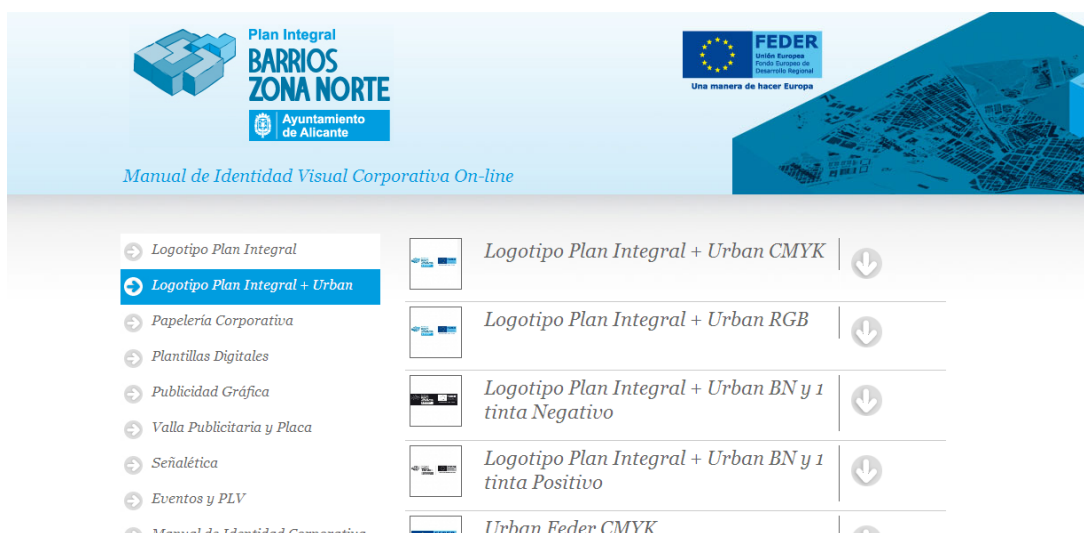 Plan Integral
BARRIOS
ZONA NORTE
Ayuntamiento
de Alicante
FEDER
Unión Europea
Fondo Europeo de
Desarrollo Regional
Una manera de hacer Europa
Manual de Identidad Visual Corporativa On-line
Logotipo Plan Integral
Logotipo Plan Integral + Urban
Papelería Corporativa
Plantillas Digitales
Publicidad Gráfica
Valla Publicitaria y Placa
Señalética
Eventos y PLV
Manual de Identidad Corporativa
Logotipo Plan Integral + Urban CMYK
Logotipo Plan Integral + Urban RGB
Logotipo Plan Integral + Urban BN y 1
tinta Negativo
Logotipo Plan Integral + Urban BN y 1
tinta Positivo
Urban Feder CMYK